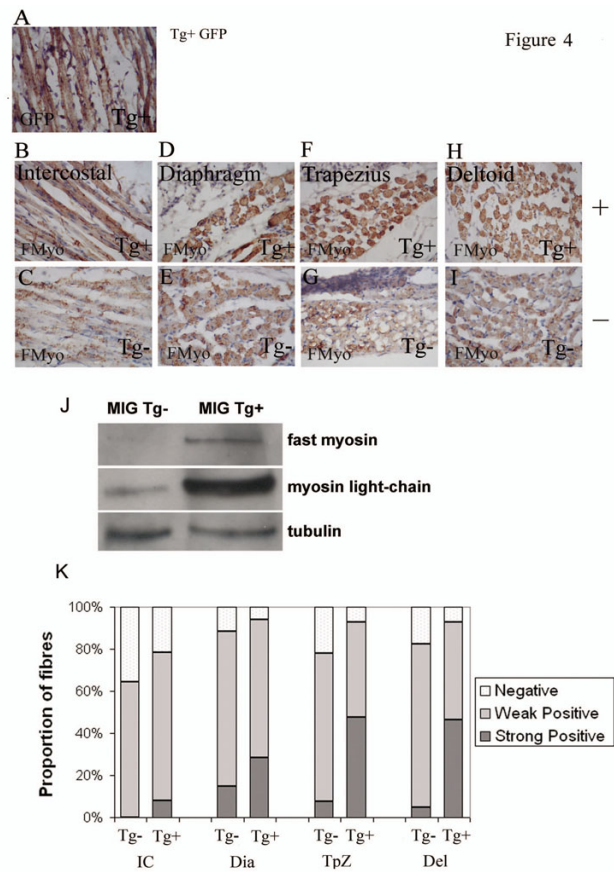 A
Tg+ GFP
Figure 4
GFP
Tg+
B
D
F
H
Intercostal
Diaphragm
Trapezius
Deltoid
FMyo
Tg+
FMyo
Tg+
FMyo
Tg+
FMyo
Tg+
+
C
E
G
I
FMyo
Tg-
FMyo
Tg-
FMyo
Tg-
FMyo
Tg-
–
J
MIG Tg- MIG Tg+
fast myosin
myosin light-chain
tubulin
K
Proportion of fibres
100%
80%
60%
40%
20%
0%
Negative
Weak Positive
Strong Positive
Tg- Tg+ Tg- Tg+ Tg- Tg+ Tg- Tg+
IC Dia TpZ Del